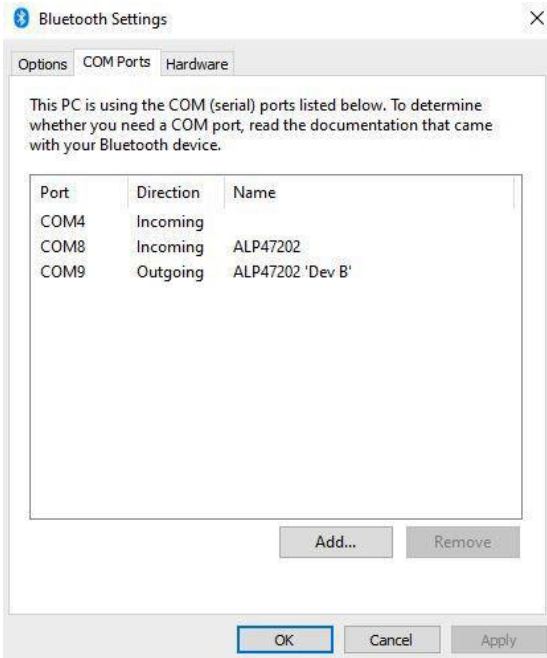 Bluetooth Settings
Options COM Ports Hardware
This PC is using the COM (serial) ports listed below. To determine
whether you need a COM port, read the documentation that came
with your Bluetooth device.
Port Direction Name
COM4 Incoming
COM8 Incoming ALP47202
COM9 Outgoing ALP47202 'Dev B'
Add... Remove
OK Cancel Apply